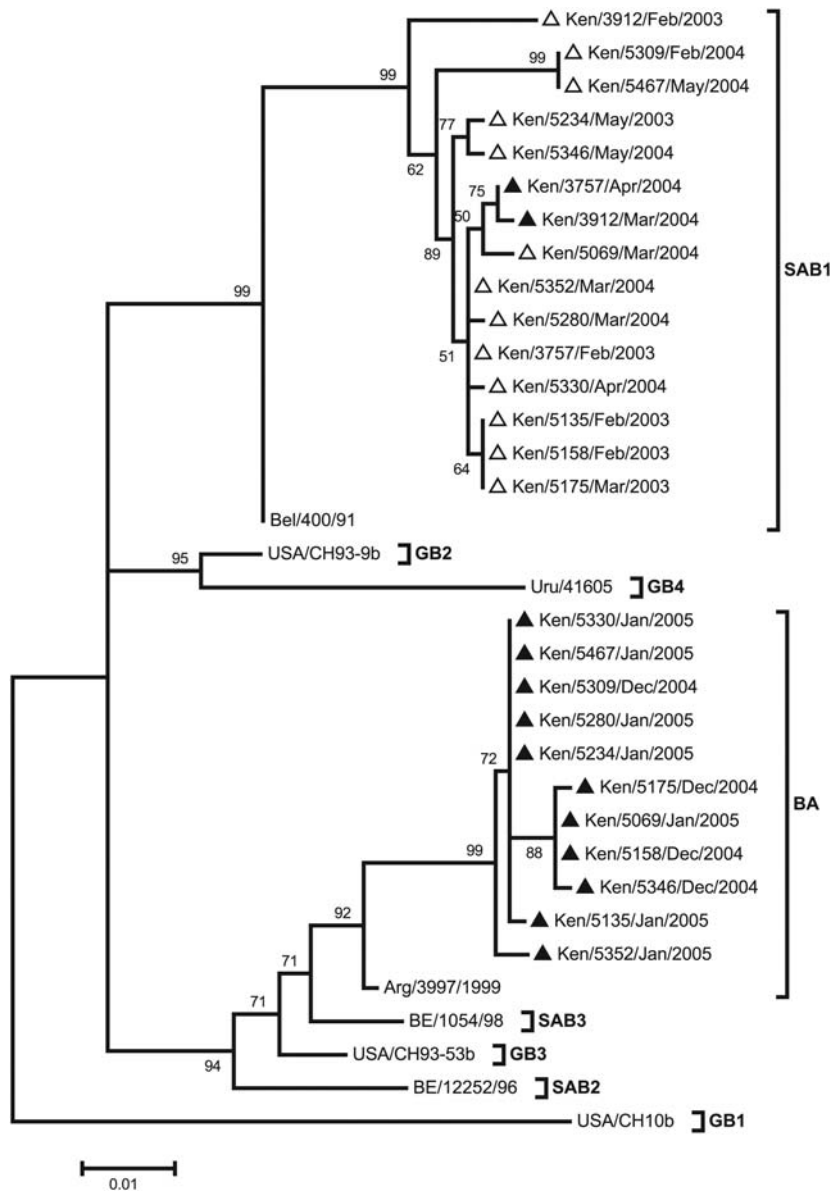 Ken/3912/Feb/2003
99
Ken/5309/Feb/2004
99
Ken/5467/May/2004
77
Ken/5234/May/2003
62
Ken/5346/May/2004
75
Ken/3757/Apr/2004
50
Ken/3912/Mar/2004
89
Ken/5069/Mar/2004
SAB1
99
Ken/5352/Mar/2004
Ken/5280/Mar/2004
51
Ken/3757/Feb/2003
Ken/5330/Apr/2004
Ken/5135/Feb/2003
Ken/5158/Feb/2003
64
Ken/5175/Mar/2003
Bel/400/91
95
USA/CH93-9b
GB2
Uru/41605
GB4
Ken/5330/Jan/2005
Ken/5467/Jan/2005
Ken/5309/Dec/2004
Ken/5280/Jan/2005
72
Ken/5234/Jan/2005
Ken/5175/Dec/2004
BA
Ken/5069/Jan/2005
99
88
Ken/5158/Dec/2004
Ken/5346/Dec/2004
92
Ken/5135/Jan/2005
71
Ken/5352/Jan/2005
Arg/3997/1999
71
BE/1054/98
SAB3
USA/CH93-53b
GB3
94
BE/12252/96
SAB2
USA/CH10b
GB1
0.01